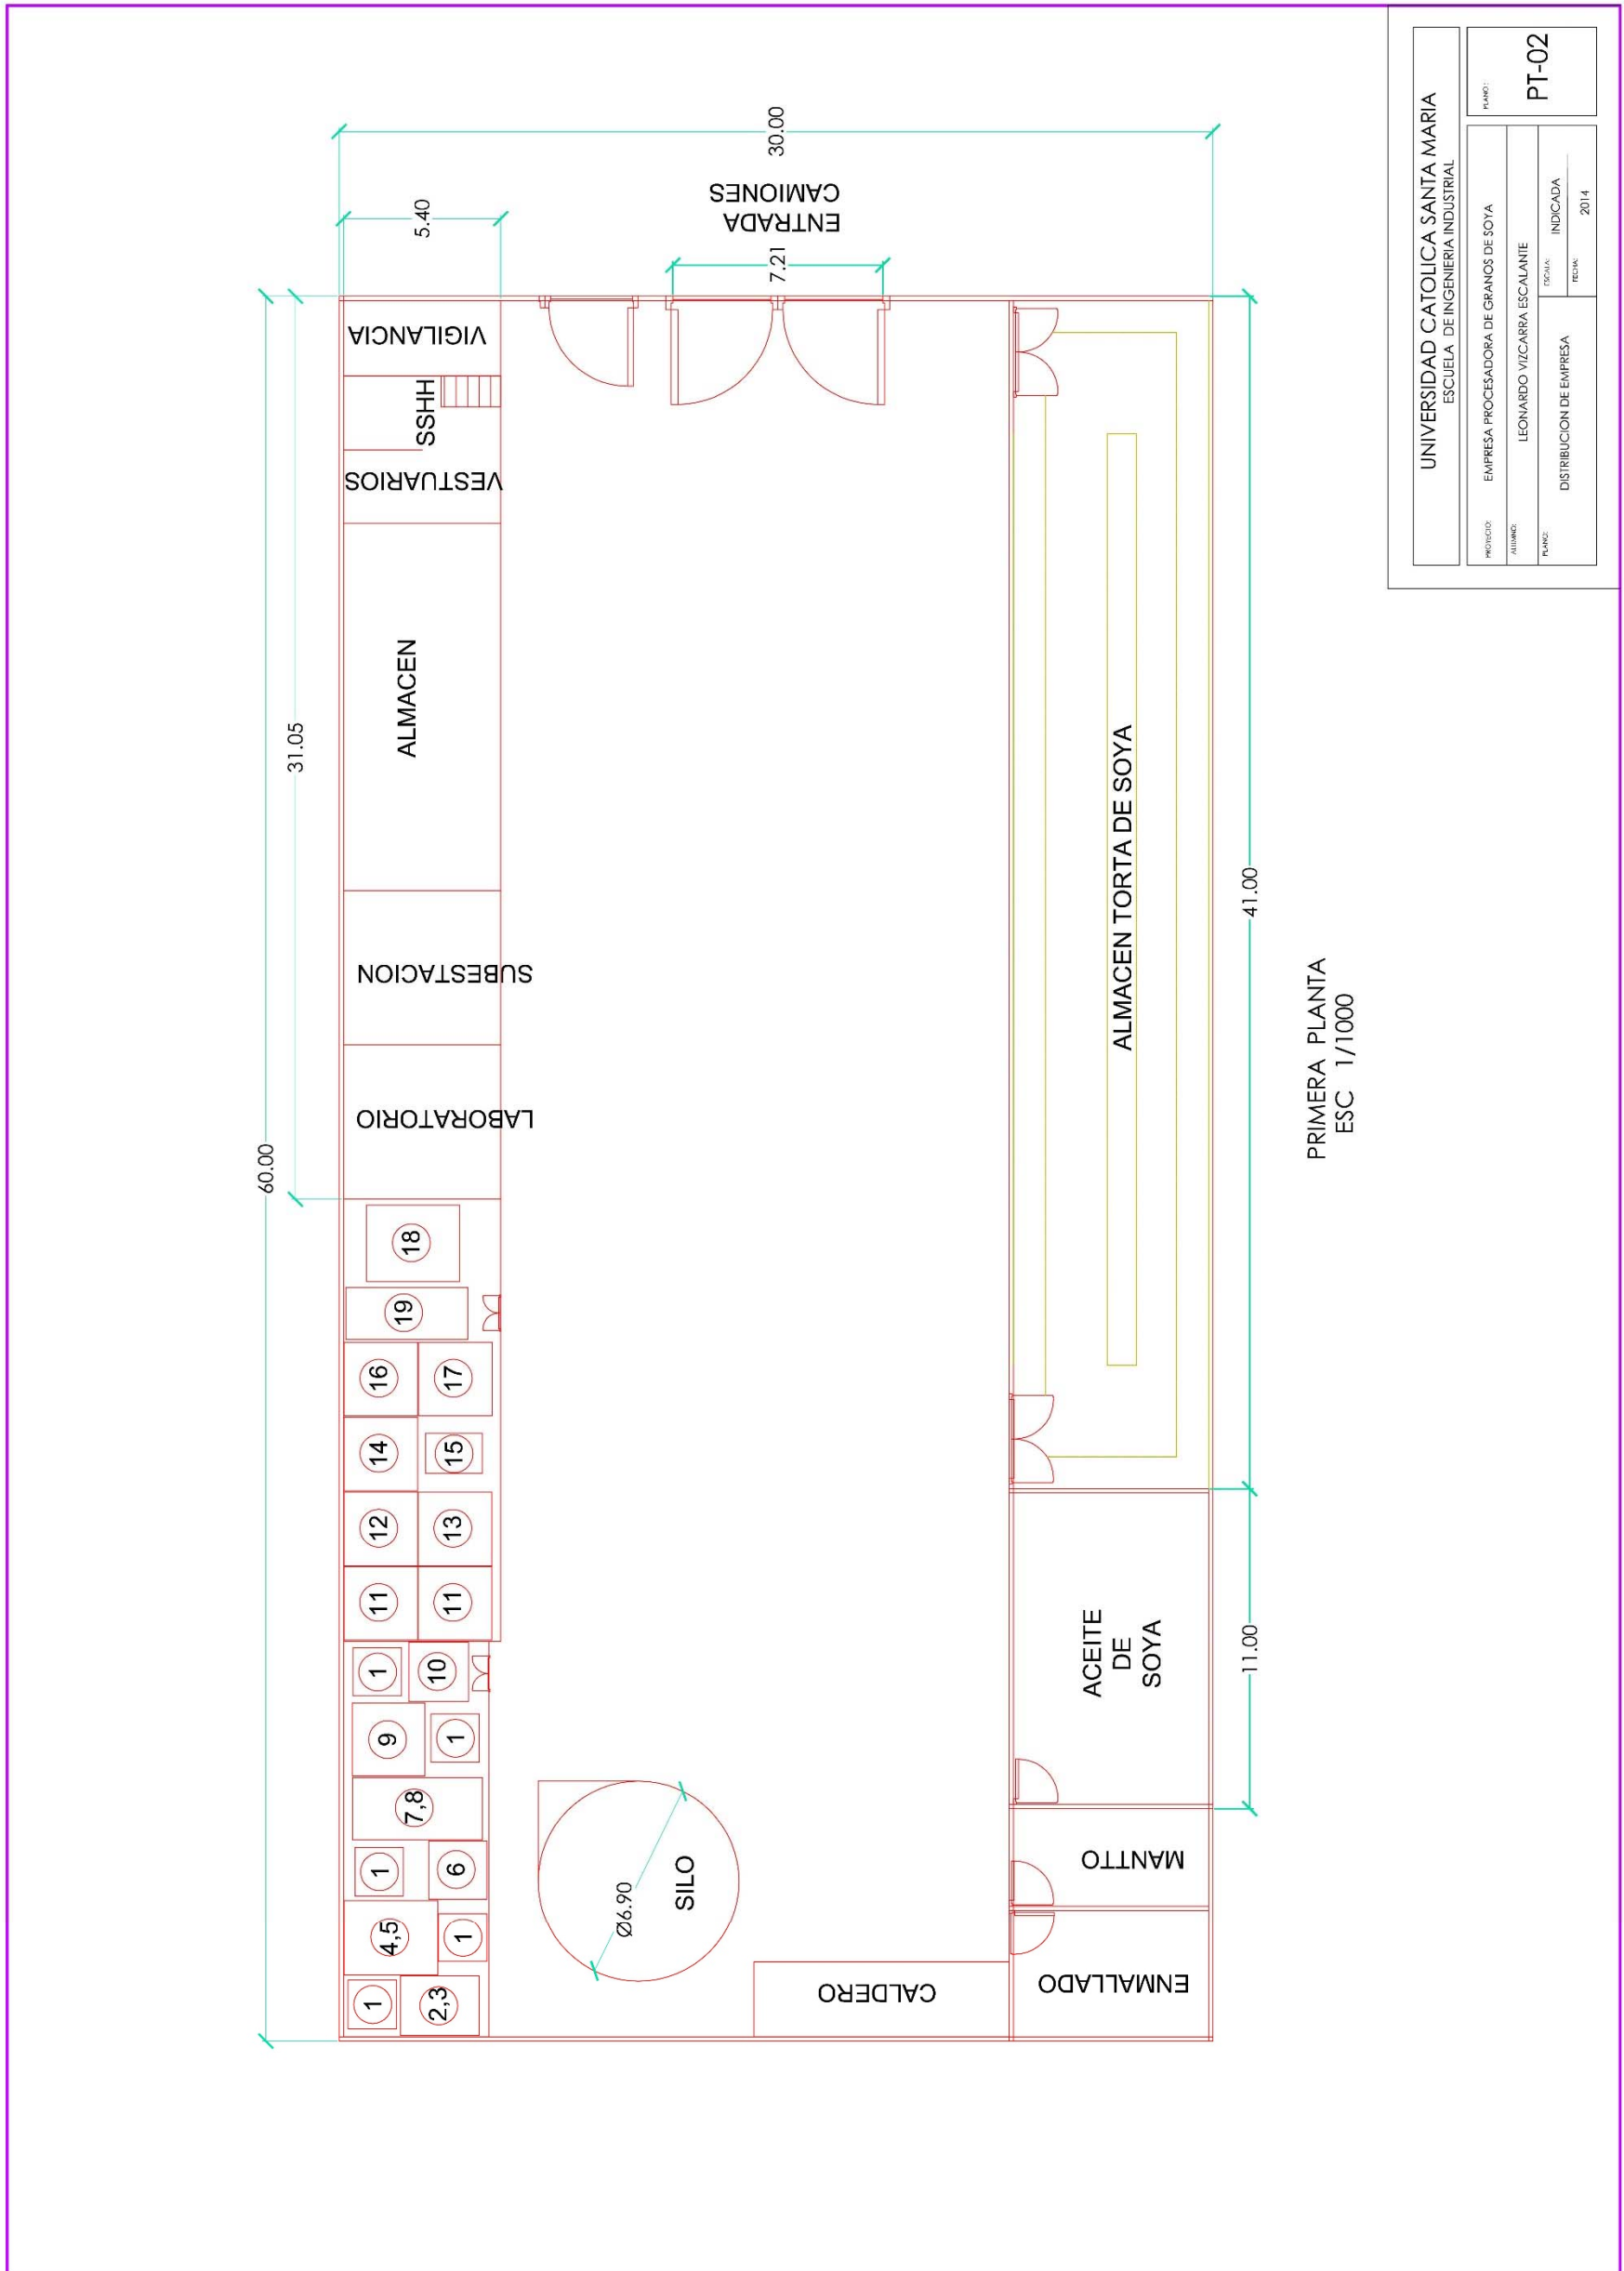 60.00
31.05
30.00
5.40
7.21
ENTRADA
CAMIONES
VIGILANCIA
SSHH
VESTUARIOS
ALMACEN
SUBESTACION
LABORATORIO
18
19
16
17
14
15
12
13
11
11
1
10
9
1
7,8
1
6
4,5
1
1
2,3
Ø6.90
SILO
CALDERO
ALMACEN TORTA DE SOYA
ACEITE
DE
SOYA
MANTTO
ENMALLADO
41.00
11.00
PRIMERA PLANTA
ESC 1/1000
UNIVERSIDAD CATOLICA SANTA MARIA
ESCUELA DE INGENIERIA INDUSTRIAL
PROYECTO: EMPRESA PROCESADORA DE GRANOS DE SOYA
ALUMNO: LEONARDO VIZCARRA ESCALANTE
PLANO: DISTRIBUCION DE EMPRESA
ESCALA: INDICADA
FECHA: 2014
PLANO:
PT-02